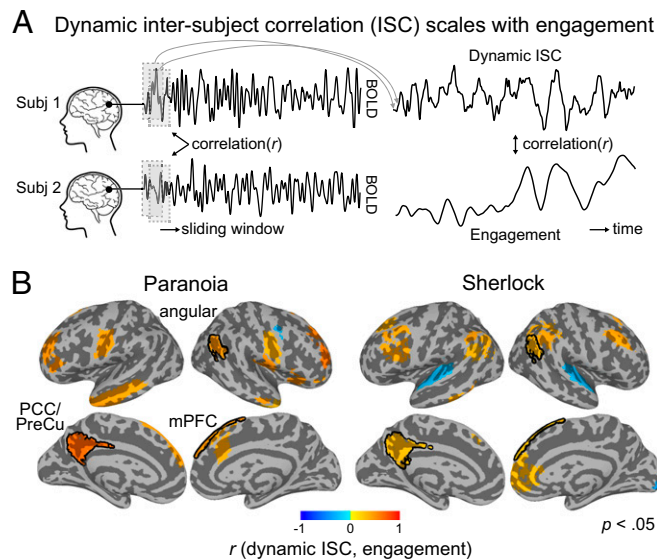 A Dynamic inter-subject correlation (ISC) scales with engagement
Dynamic ISC
Subj 1
BOLD
correlation(r)
correlation(r)
Subj 2
BOLD
sliding window
Engagement
time
B Paranoia Sherlock
angular
PCC/
PreCu
mPFC
-1 0 1
p < .05
r (dynamic ISC, engagement)